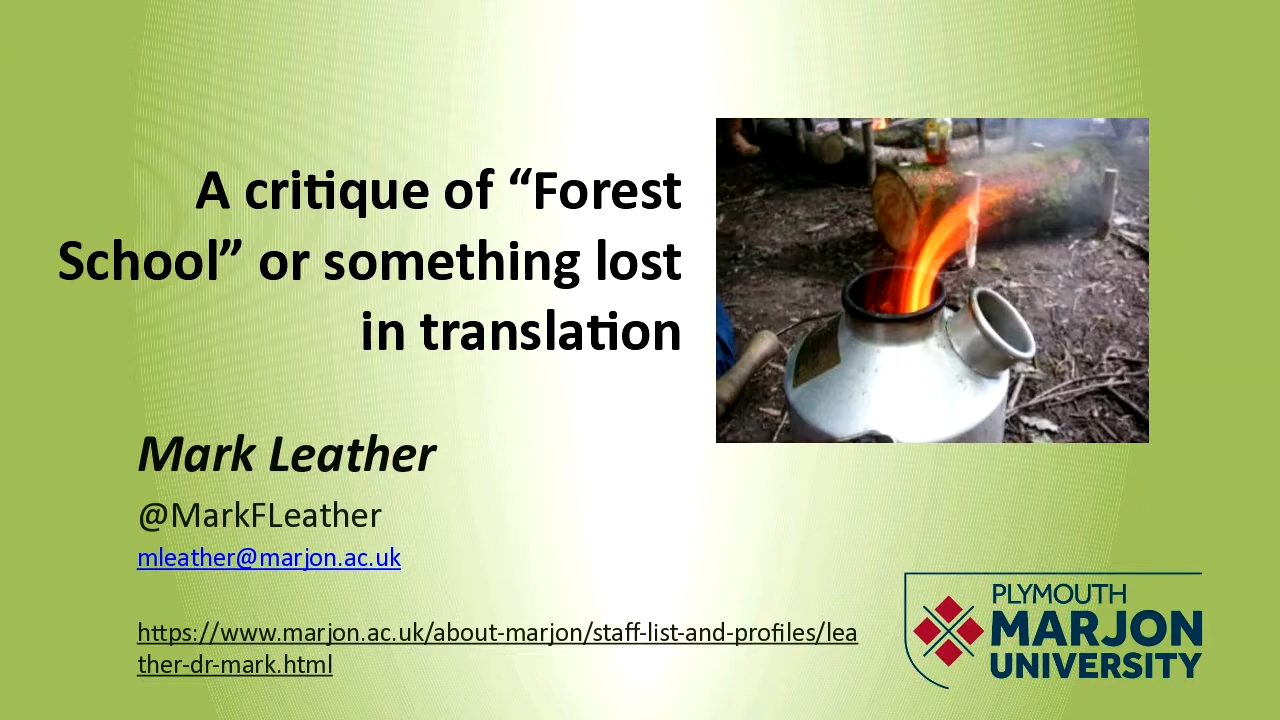 A critique of “Forest
School” or something lost
in translation
Mark Leather
@MarkFLeather
mleather@marjon.ac.uk
https://www.marjon.ac.uk/about-marjon/staff-list-and-profiles/lea
ther-dr-mark.html
PLYMOUTH
MARJON
UNIVERSITY